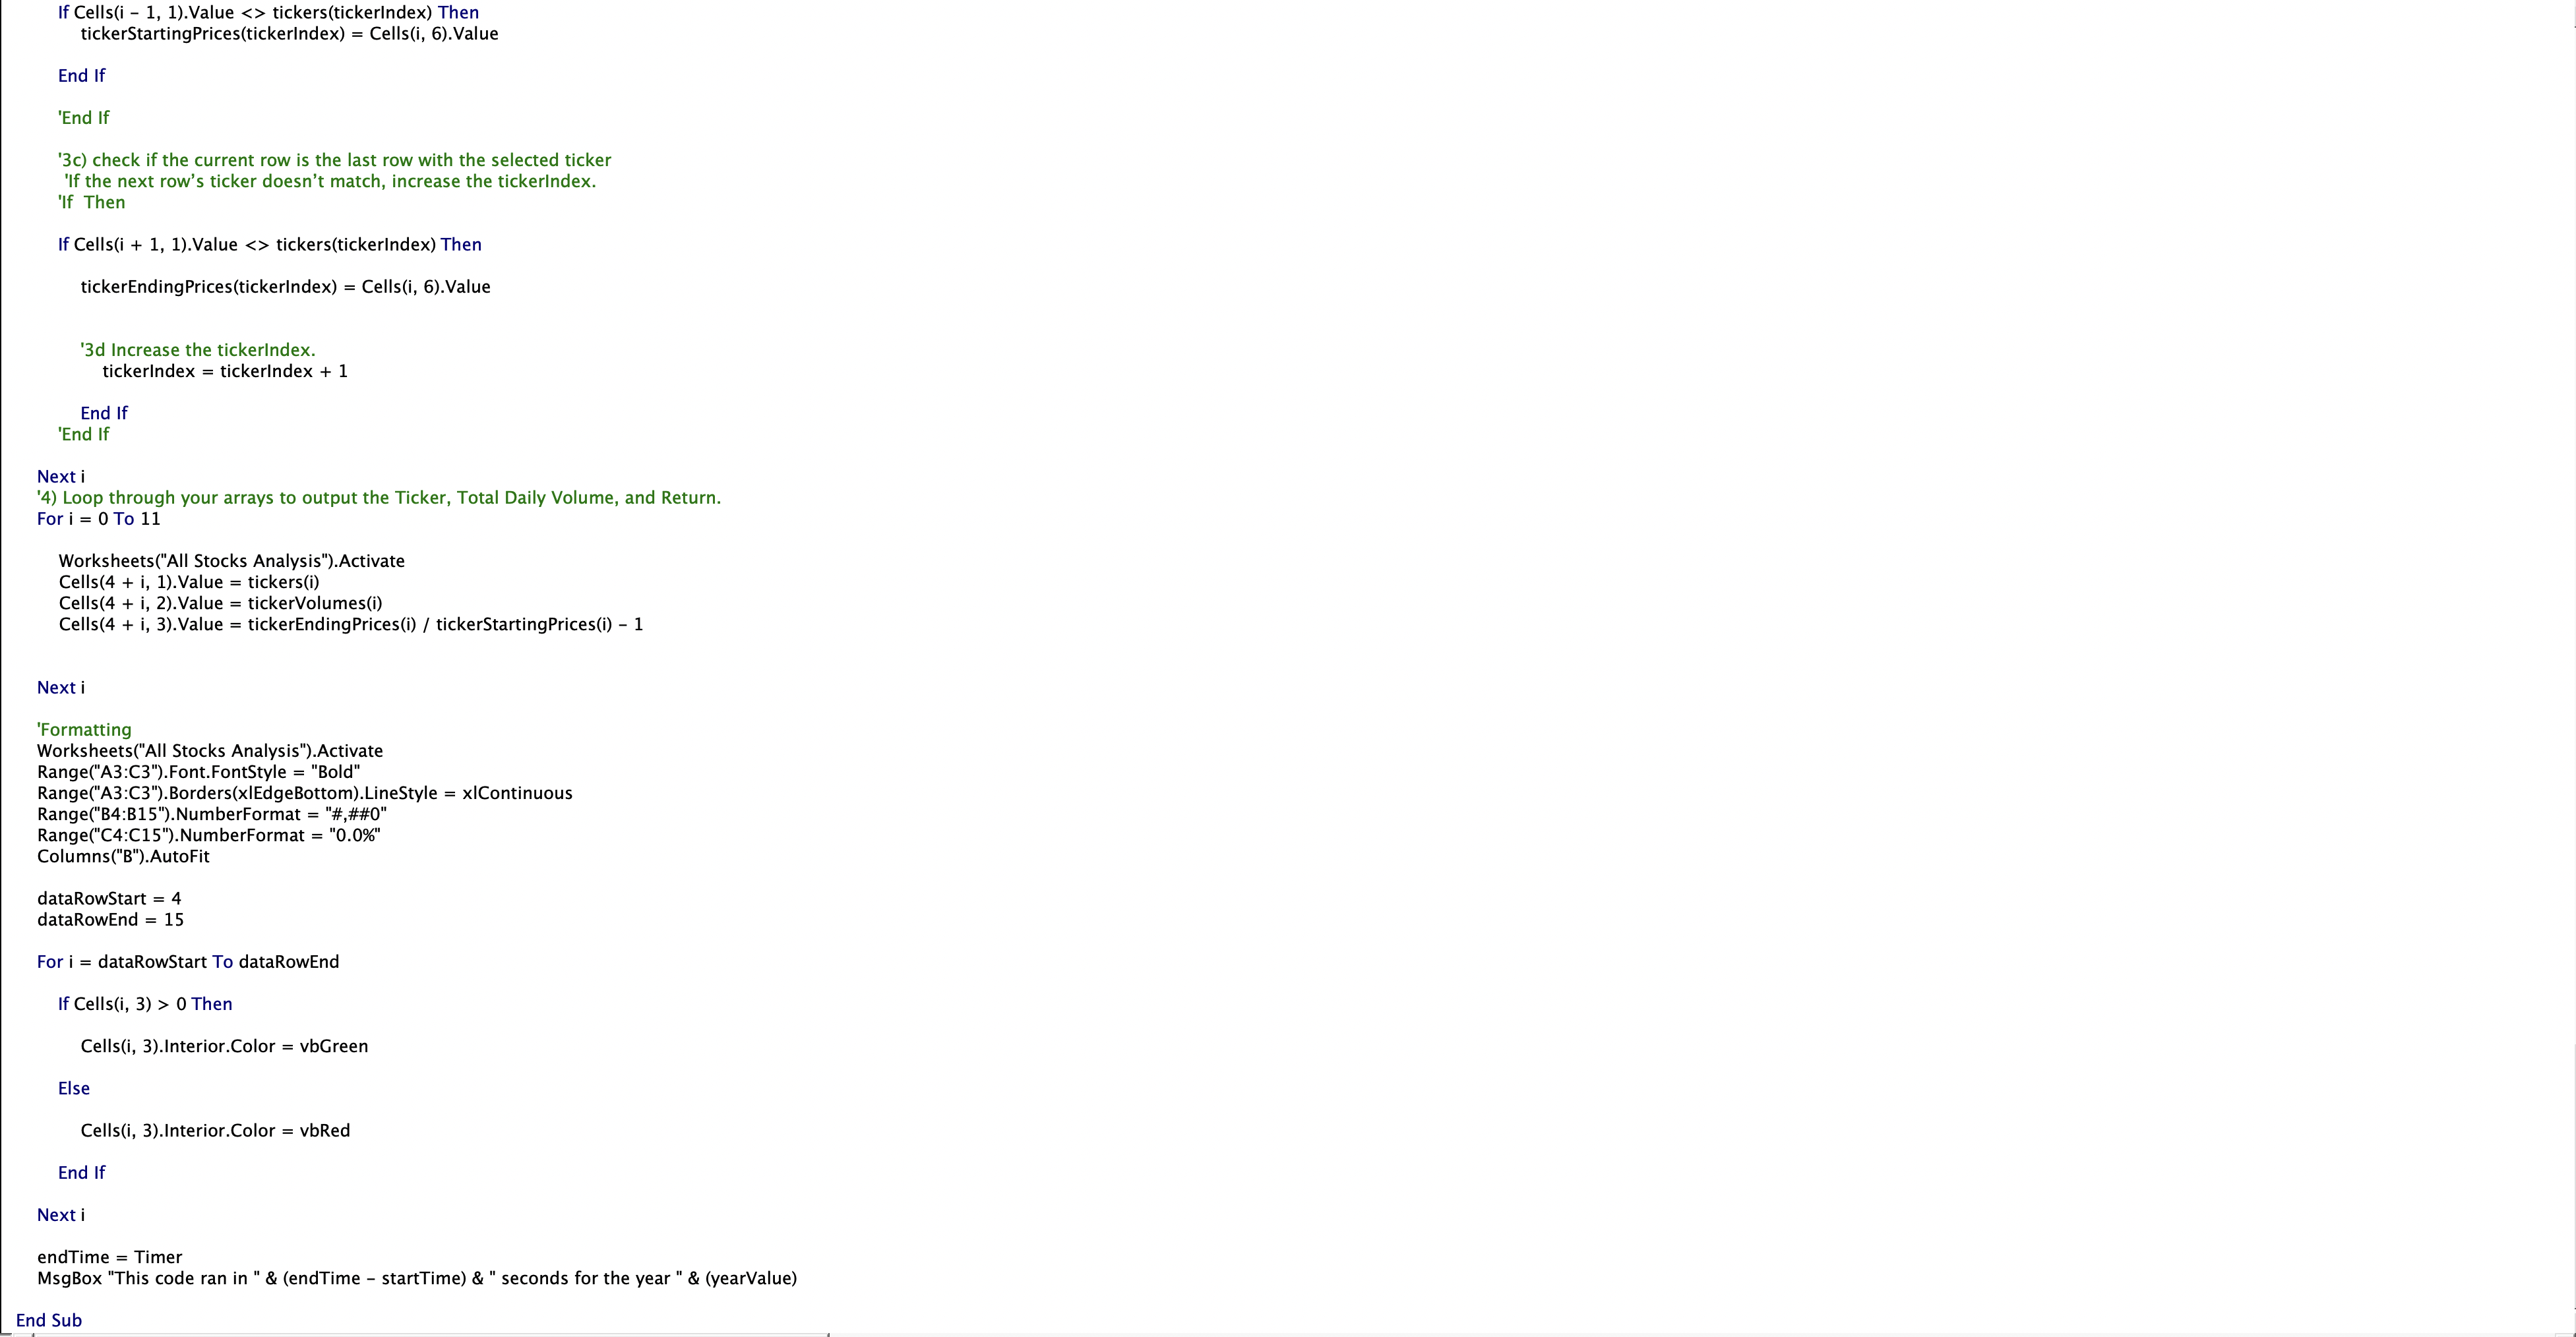 If Cells(i - 1, 1).Value <> tickers(tickerIndex) Then
tickerStartingPrices(tickerIndex) = Cells(i, 6).Value
End If
'End If
'3c) check if the current row is the last row with the selected ticker
'If the next row’s ticker doesn’t match, increase the tickerIndex.
'If  Then
If Cells(i + 1, 1).Value <> tickers(tickerIndex) Then
tickerEndingPrices(tickerIndex) = Cells(i, 6).Value
'3d Increase the tickerIndex.
tickerIndex = tickerIndex + 1
End If
'End If
Next i
'4) Loop through your arrays to output the Ticker, Total Daily Volume, and Return.
For i = 0 To 11
Worksheets("All Stocks Analysis").Activate
Cells(4 + i, 1).Value = tickers(i)
Cells(4 + i, 2).Value = tickerVolumes(i)
Cells(4 + i, 3).Value = tickerEndingPrices(i) / tickerStartingPrices(i) - 1
Next i
'Formatting
Worksheets("All Stocks Analysis").Activate
Range("A3:C3").Font.FontStyle = "Bold"
Range("A3:C3").Borders(xlEdgeBottom).LineStyle = xlContinuous
Range("B4:B15").NumberFormat = "#,##0"
Range("C4:C15").NumberFormat = "0.0%"
Columns("B").AutoFit
dataRowStart = 4
dataRowEnd = 15
For i = dataRowStart To dataRowEnd
If Cells(i, 3) > 0 Then
Cells(i, 3).Interior.Color = vbGreen
Else
Cells(i, 3).Interior.Color = vbRed
End If
Next i
endTime = Timer
MsgBox "This code ran in " & (endTime - startTime) & " seconds for the year " & (yearValue)
End Sub